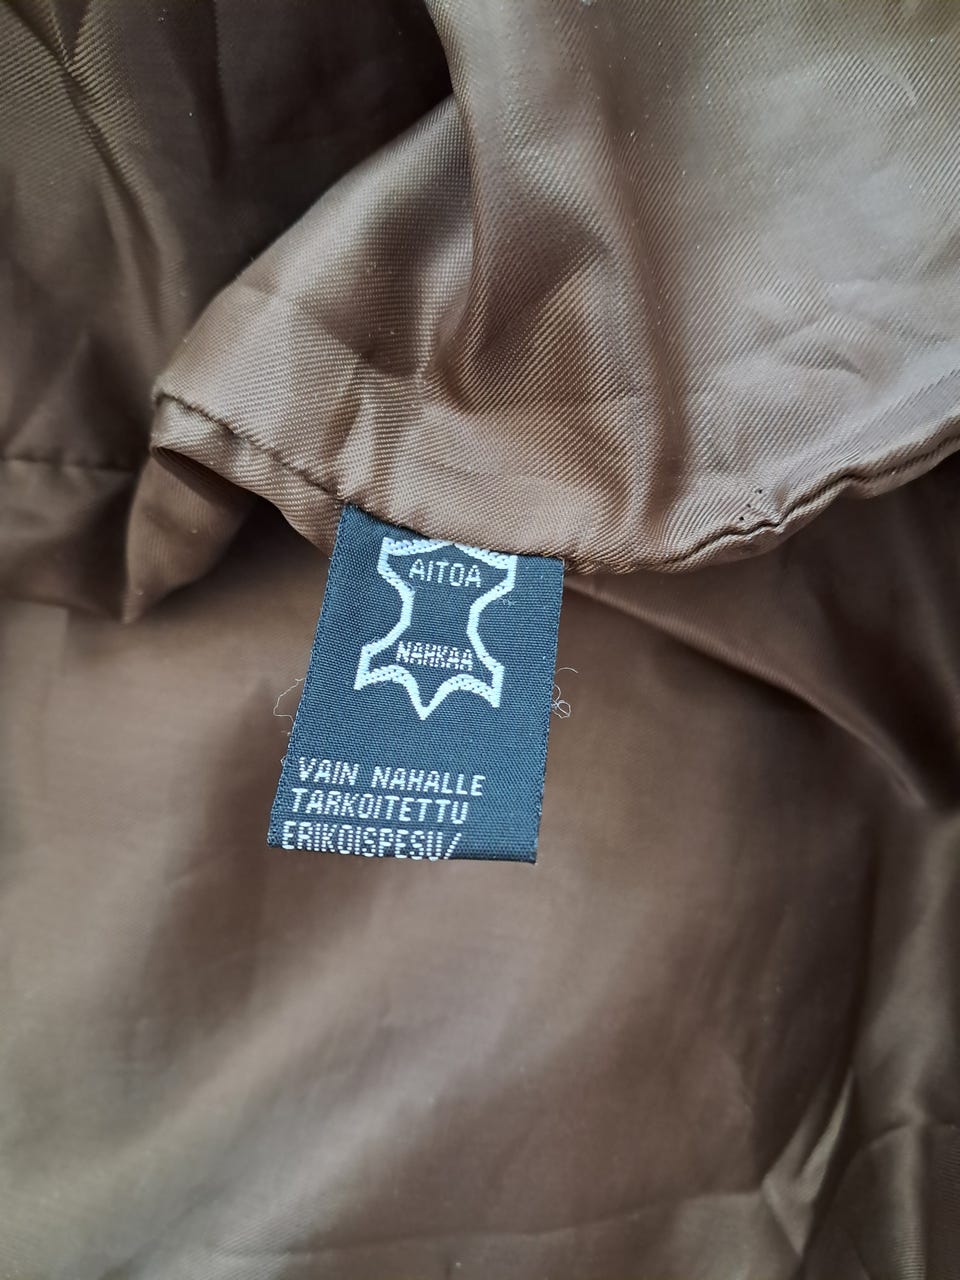 AITOA
NAHKAA
VAIN NAHALLE
TARKOITETTU
ERIKOISPESU/